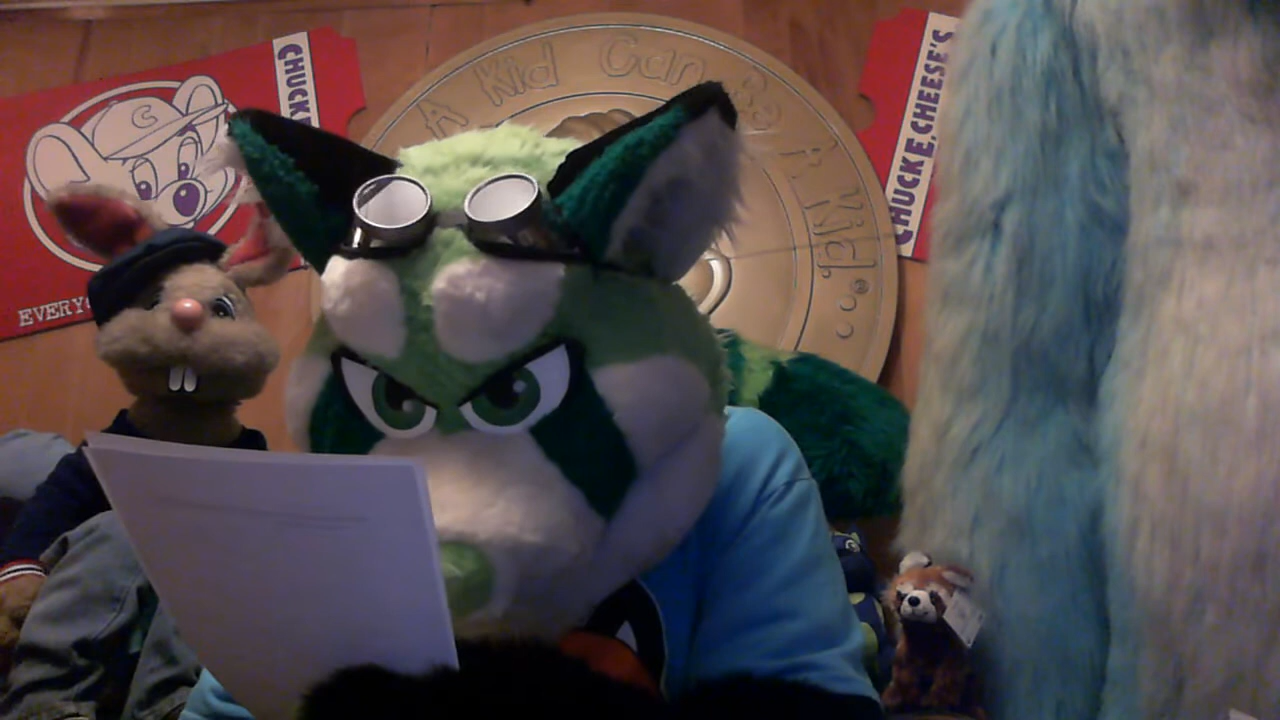 CHUCK
EVERY
C
A Kid Can Be A Kid®
CHUCK E. CHEESE'S